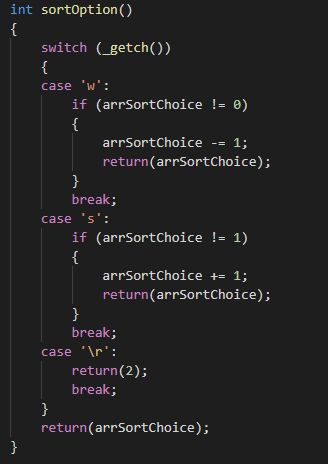 int sortOption()
{
    switch (_getch())
    {
    case 'w':
        if (arrSortChoice != 0)
        {
            arrSortChoice -= 1;
            return(arrSortChoice);
        }
        break;
    case 's':
        if (arrSortChoice != 1)
        {
            arrSortChoice += 1;
            return(arrSortChoice);
        }
        break;
    case '\r':
        return(2);
        break;
    }
    return(arrSortChoice);
}